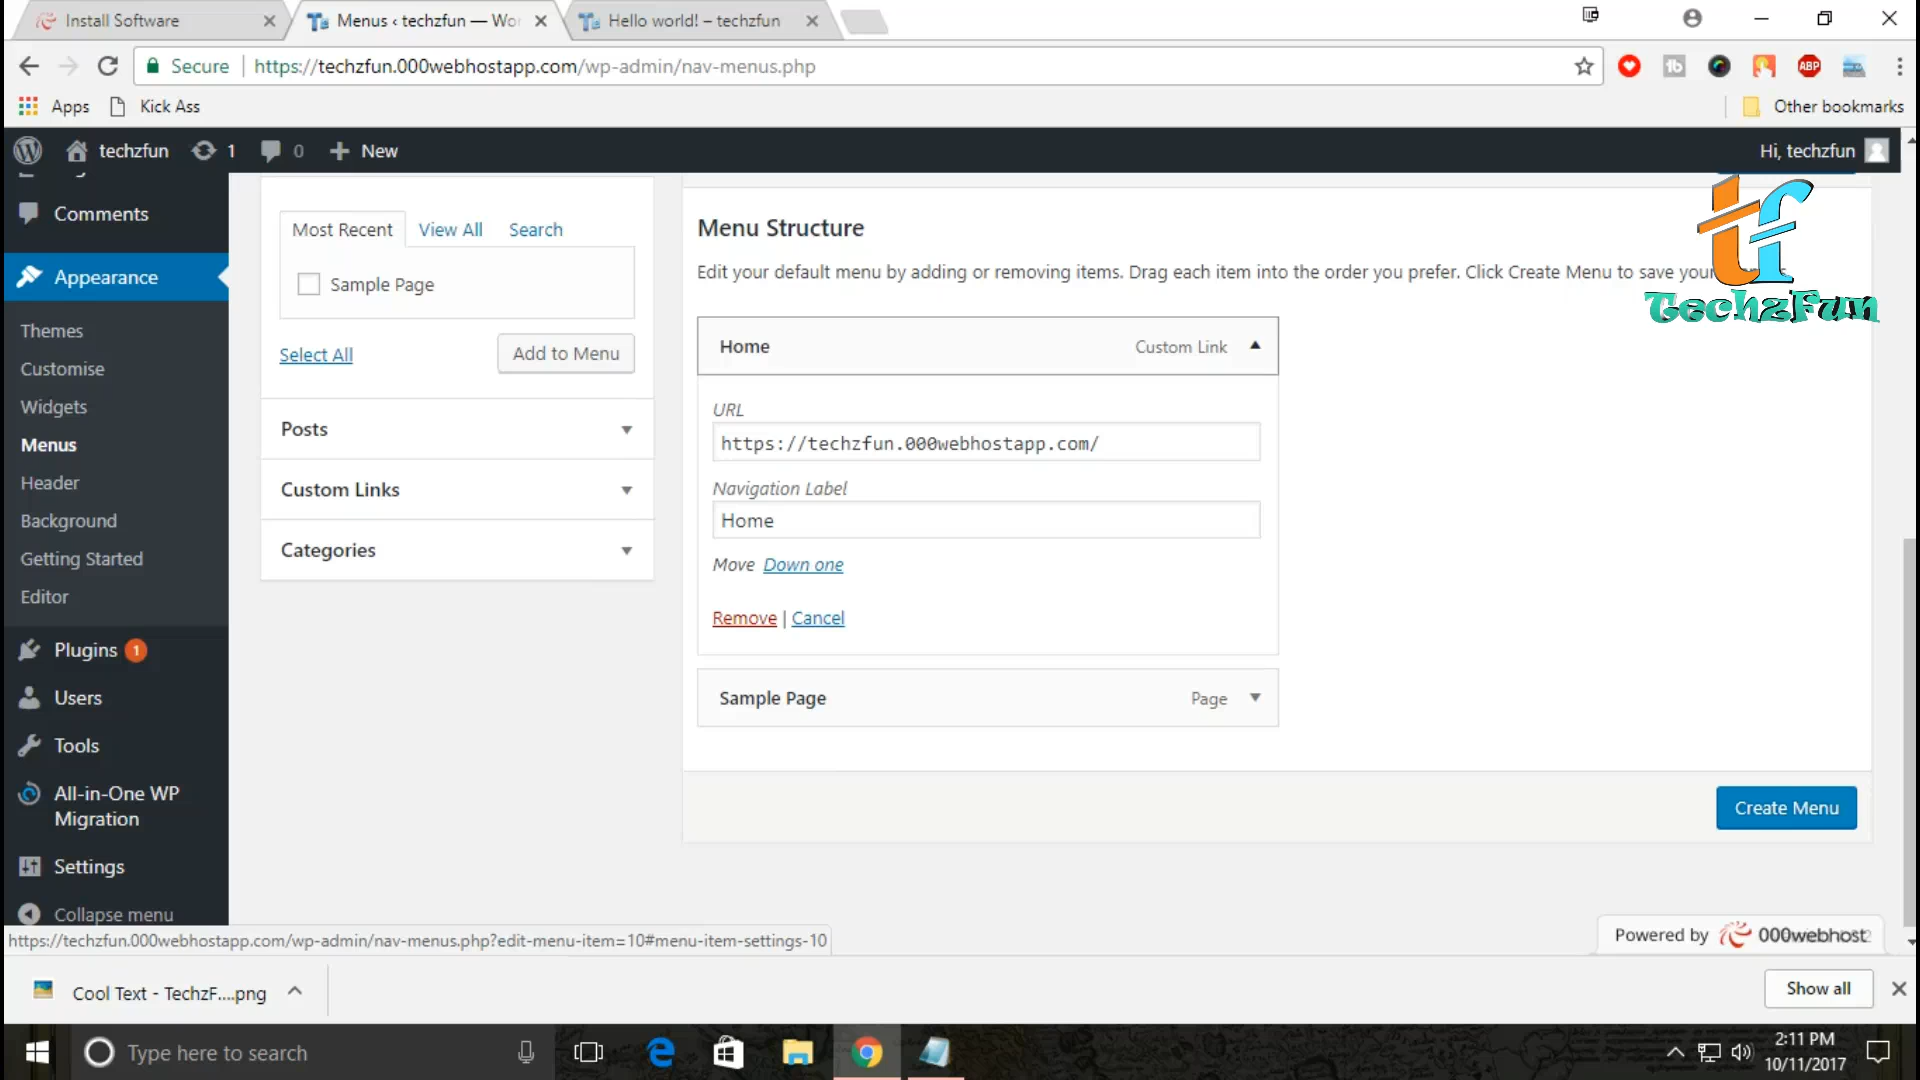 Install Software
Menus ‹ techzfun — Wo
Hello world! – techzfun
Secure
https://techzfun.000webhostapp.com/wp-admin/nav-menus.php
ABP
Apps
Kick Ass
Other bookmarks
techzfun
1
0
New
Hi, techzfun
Comments
Appearance
Themes
Customise
Widgets
Menus
Header
Background
Getting Started
Editor
Plugins 1
Users
Tools
All-in-One WP
Migration
Settings
Collapse menu
Most Recent
View All
Search
Sample Page
Select All
Add to Menu
Posts
Custom Links
Categories
Menu Structure
Edit your default menu by adding or removing items. Drag each item into the order you prefer. Click Create Menu to save your
TechzFun
Home
Custom Link
URL
https://techzfun.000webhostapp.com/
Navigation Label
Home
Move Down one
Remove | Cancel
Sample Page
Page
Create Menu
https://techzfun.000webhostapp.com/wp-admin/nav-menus.php?edit-menu-item=10#menu-item-settings-10
Powered by 000webhost
Cool Text - TechzF....png
Show all
Type here to search
2:11 PM
10/11/2017